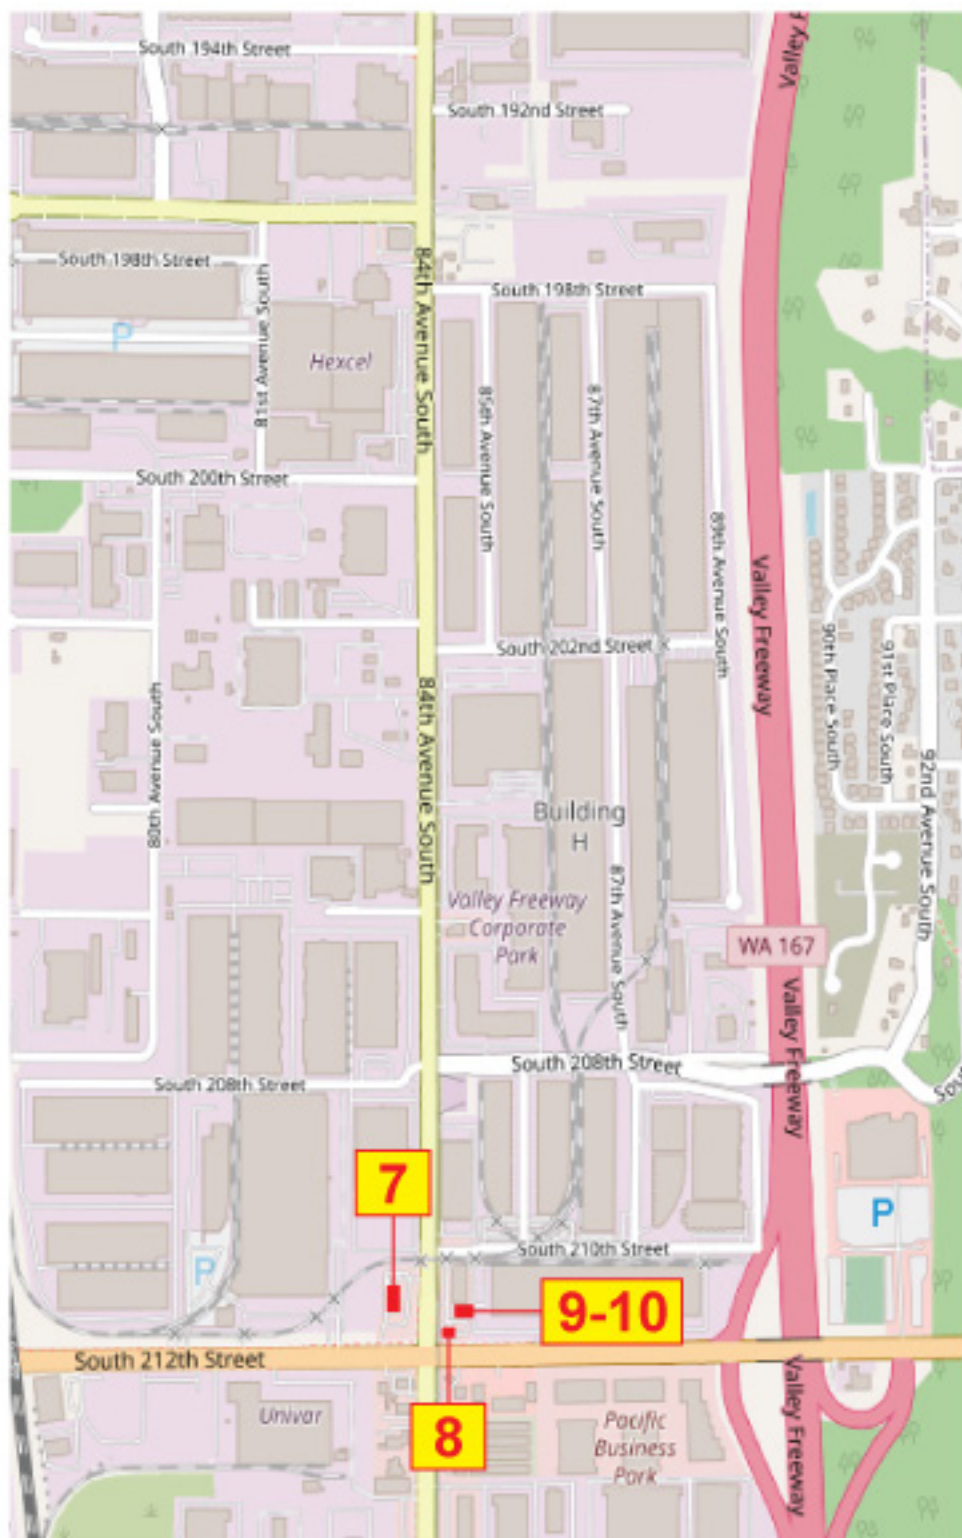 South 194th Street
Valley F
South 192nd Street
South 198th Street
84th Avenue South
South 198th Street
81st Avenue South
P
Hexcel
85th Avenue South
87th Avenue South
South 200th Street
89th Avenue South
Valley Freeway
South 202nd Street
90th Place South
91st Place South
80th Avenue South
84th Avenue South
92nd Avenue South
Building
H
Valley Freeway
Corporate
Park
87th Avenue South
WA 167
Valley Freeway
South 208th Street
South 208th Street
Sout
7
P
South 210th Street
P
9-10
South 212th Street
Valley Freeway
Univar
8
Pacific
Business
Park